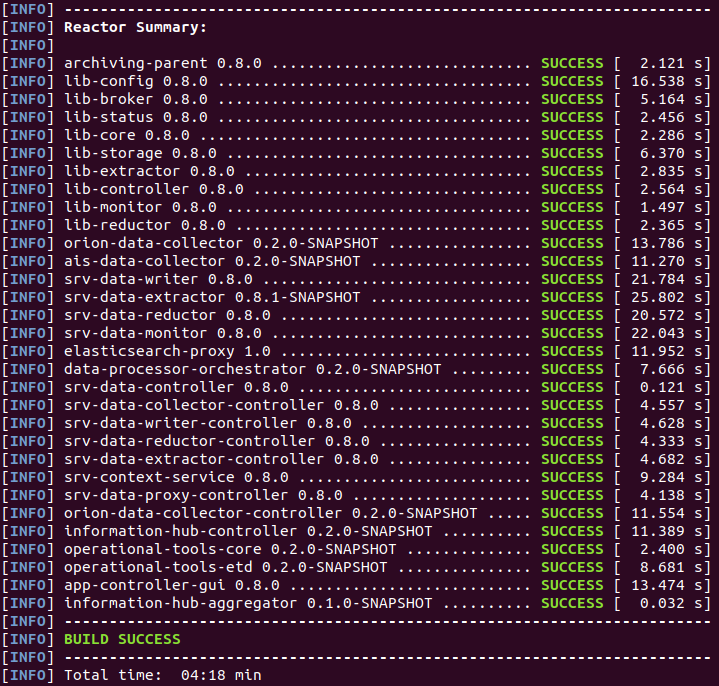 [INFO] ------------------------------------------------------------------------
[INFO] Reactor Summary:
[INFO]
[INFO] archiving-parent 0.8.0 ............................. SUCCESS [  2.121 s]
[INFO] lib-config 0.8.0 ................................... SUCCESS [ 16.538 s]
[INFO] lib-broker 0.8.0 ................................... SUCCESS [  5.164 s]
[INFO] lib-status 0.8.0 ................................... SUCCESS [  2.456 s]
[INFO] lib-core 0.8.0 ..................................... SUCCESS [  2.286 s]
[INFO] lib-storage 0.8.0 .................................. SUCCESS [  6.370 s]
[INFO] lib-extractor 0.8.0 ................................ SUCCESS [  2.835 s]
[INFO] lib-controller 0.8.0 ............................... SUCCESS [  2.564 s]
[INFO] lib-monitor 0.8.0 .................................. SUCCESS [  1.497 s]
[INFO] lib-reductor 0.8.0 ................................. SUCCESS [  2.365 s]
[INFO] orion-data-collector 0.2.0-SNAPSHOT ................ SUCCESS [ 13.786 s]
[INFO] ais-data-collector 0.2.0-SNAPSHOT .................. SUCCESS [ 11.270 s]
[INFO] srv-data-writer 0.8.0 .............................. SUCCESS [ 21.784 s]
[INFO] srv-data-extractor 0.8.1-SNAPSHOT .................. SUCCESS [ 25.802 s]
[INFO] srv-data-reductor 0.8.0 ............................ SUCCESS [ 20.572 s]
[INFO] srv-data-monitor 0.8.0 ............................. SUCCESS [ 22.043 s]
[INFO] elasticsearch-proxy 1.0 ............................ SUCCESS [ 11.952 s]
[INFO] data-processor-orchestrator 0.2.0-SNAPSHOT ......... SUCCESS [  7.666 s]
[INFO] srv-data-controller 0.8.0 .......................... SUCCESS [  0.121 s]
[INFO] srv-data-collector-controller 0.8.0 ................ SUCCESS [  4.557 s]
[INFO] srv-data-writer-controller 0.8.0 ................... SUCCESS [  4.628 s]
[INFO] srv-data-reductor-controller 0.8.0 ................. SUCCESS [  4.333 s]
[INFO] srv-data-extractor-controller 0.8.0 ................ SUCCESS [  4.682 s]
[INFO] srv-context-service 0.8.0 .......................... SUCCESS [  9.284 s]
[INFO] srv-data-proxy-controller 0.8.0 .................... SUCCESS [  4.138 s]
[INFO] orion-data-collector-controller 0.2.0-SNAPSHOT ..... SUCCESS [ 11.554 s]
[INFO] information-hub-controller 0.2.0-SNAPSHOT .......... SUCCESS [ 11.389 s]
[INFO] operational-tools-core 0.2.0-SNAPSHOT .............. SUCCESS [  2.400 s]
[INFO] operational-tools-etd 0.2.0-SNAPSHOT ............... SUCCESS [  8.681 s]
[INFO] app-controller-gui 0.8.0 ........................... SUCCESS [ 13.474 s]
[INFO] information-hub-aggregator 0.1.0-SNAPSHOT .......... SUCCESS [  0.032 s]
[INFO] ------------------------------------------------------------------------
[INFO] BUILD SUCCESS
[INFO] ------------------------------------------------------------------------
[INFO] Total time:  04:18 min